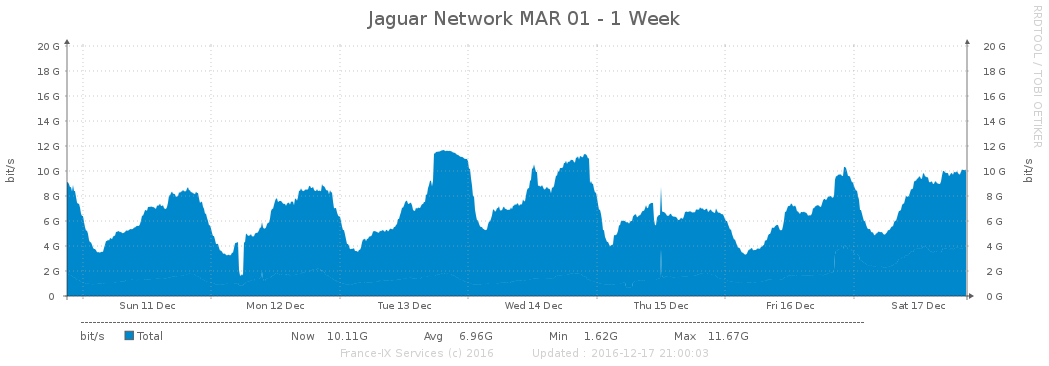 Jaguar Network MAR 01 - 1 Week
RRDTOOL / TOBI OETIKER
bit/s
bit/s
20 G 20 G
18 G 18 G
16 G 16 G
14 G 14 G
12 G 12 G
10 G 10 G
8 G 8 G
6 G 6 G
4 G 4 G
2 G 2 G
0 0 G
Sun 11 Dec Mon 12 Dec Tue 13 Dec Wed 14 Dec Thu 15 Dec Fri 16 Dec Sat 17 Dec
bit/s Total Now 10.11G Avg 6.96G Min 1.62G Max 11.67G
France-IX Services (c) 2016 Updated : 2016-12-17 21:00:03